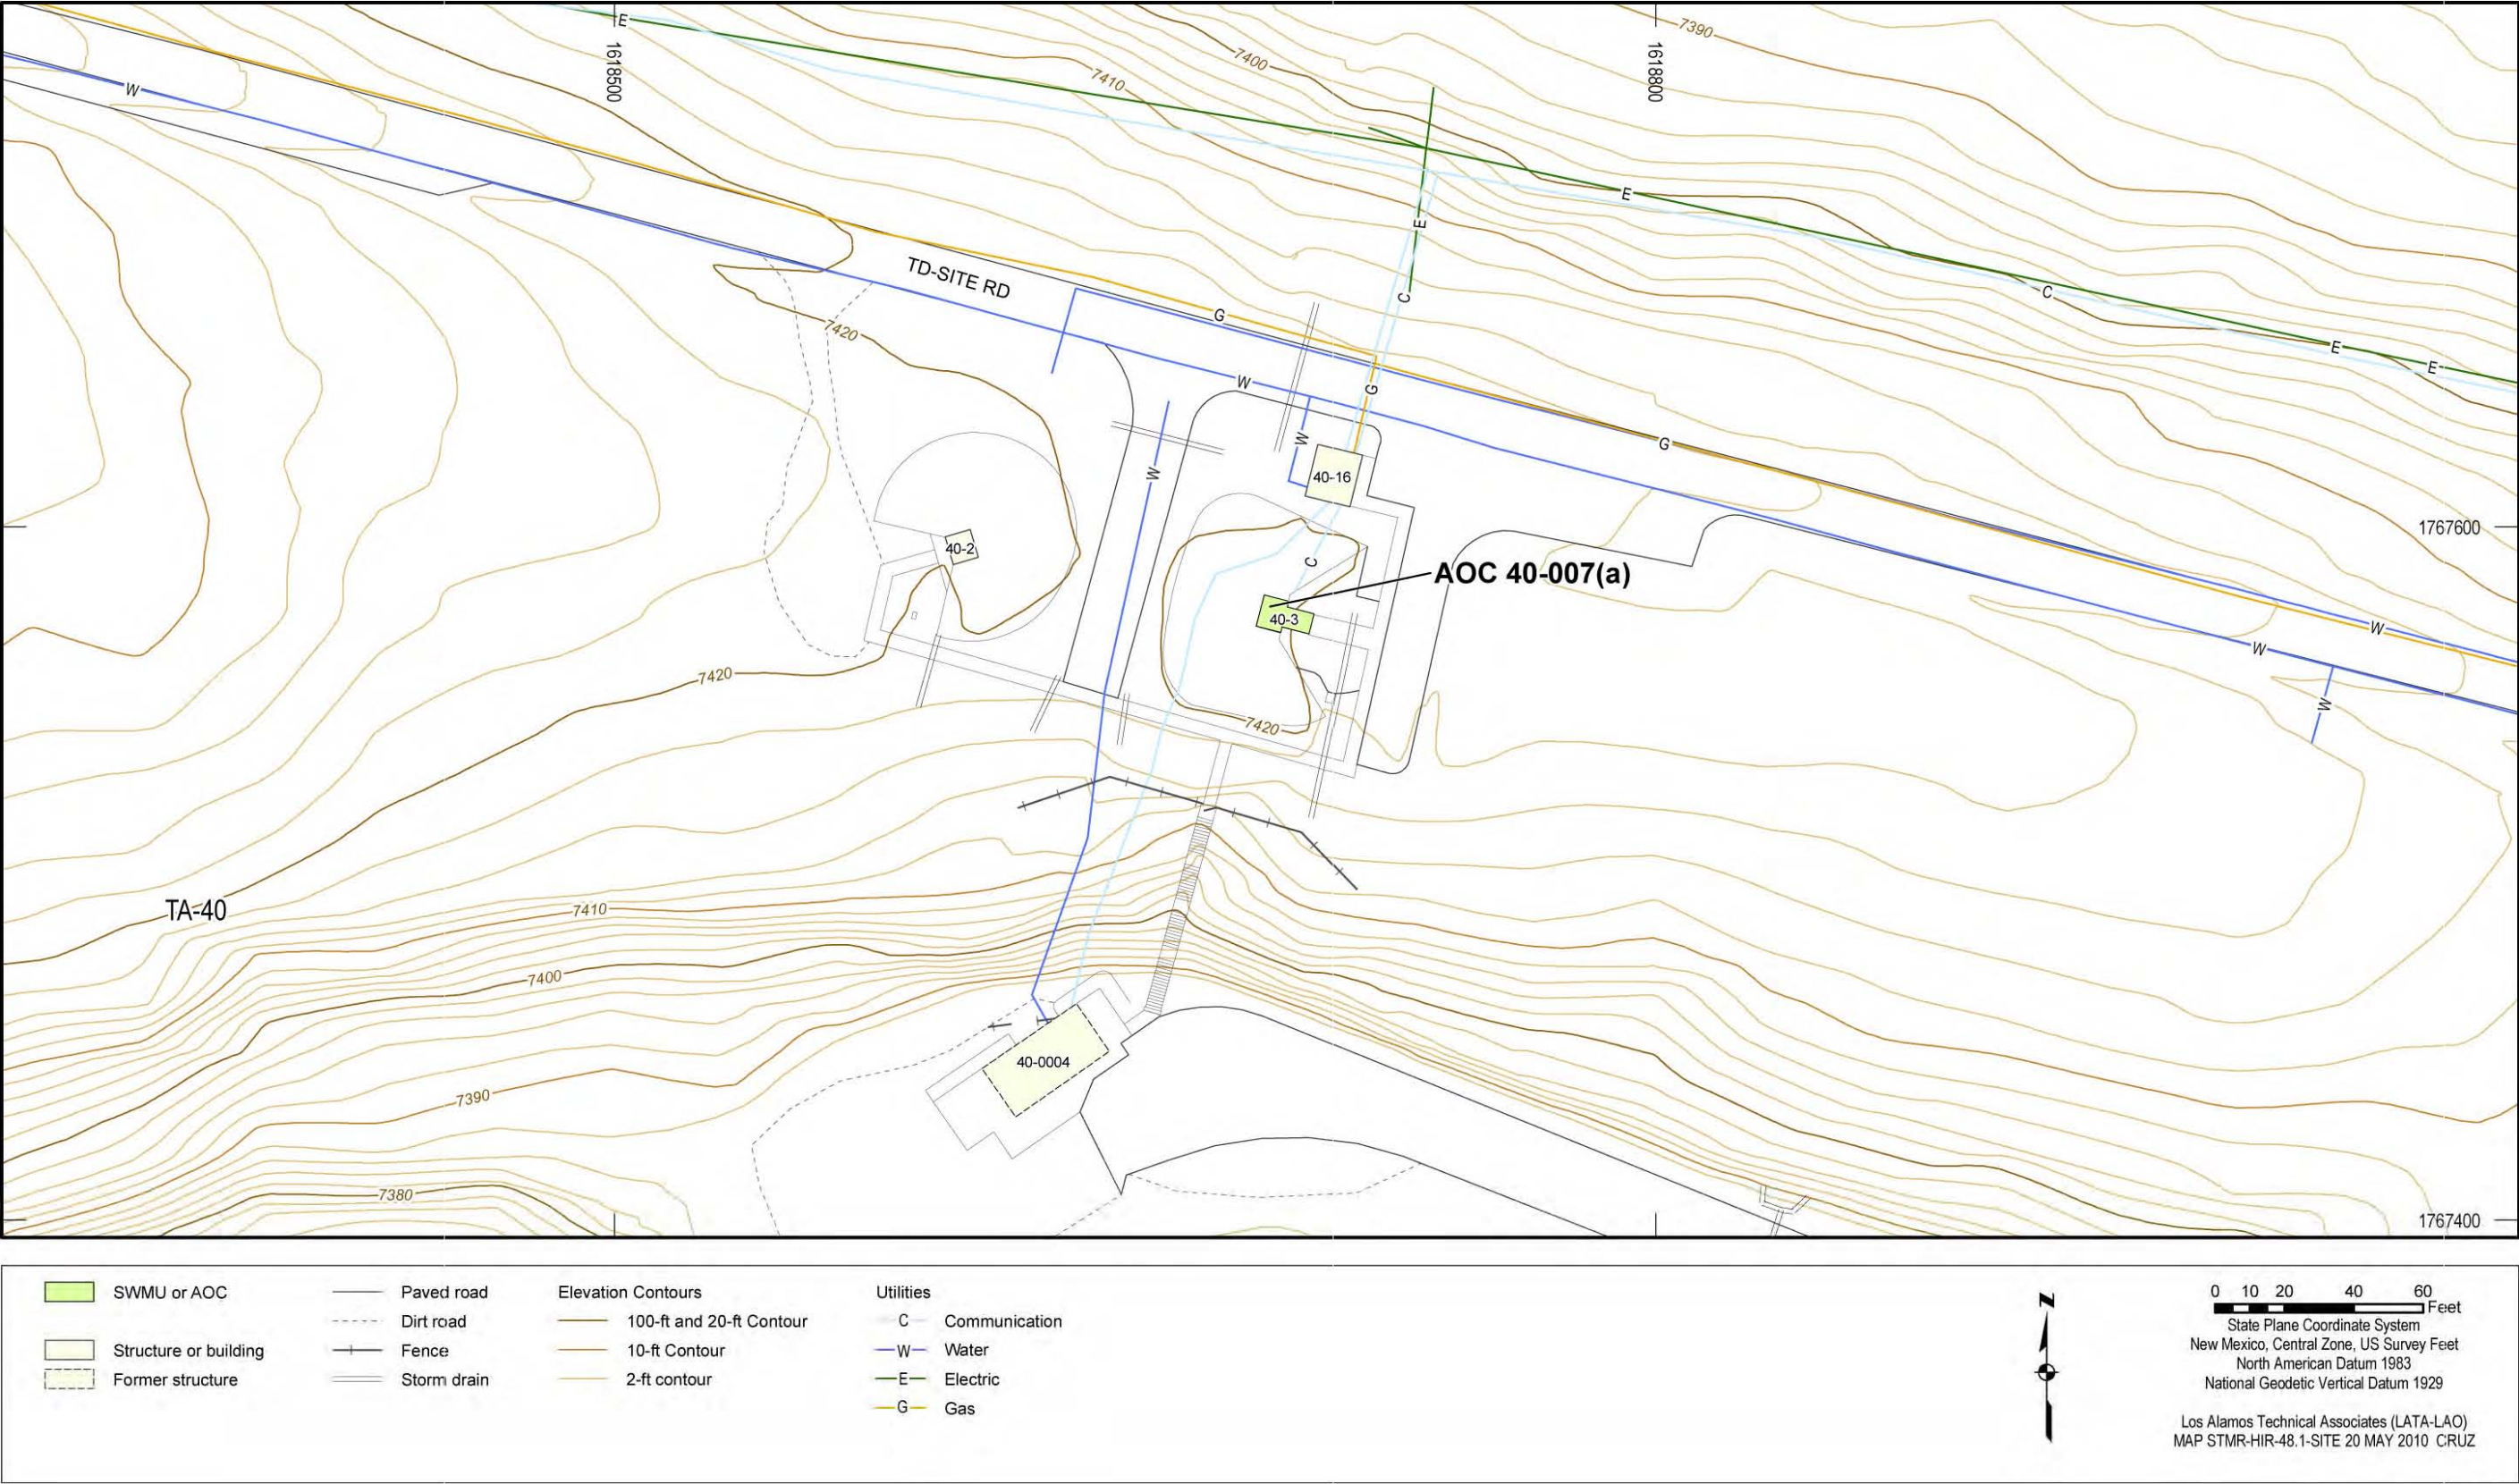 E
1618500
W
7410
7400
7390
1618800
E
E
C
C
E
E
TD-SITE RD
7420
G
W
G
W
G
W
40-16
40-2
C
AOC 40-007(a)
40-3
1767600
W
W
W
7420
7420
TA-40
7410
7400
7390
7380
40-0004
1767400
SWMU or AOC
Structure or building
Former structure
Paved road
Dirt road
Fence
Storm drain
Elevation Contours
100-ft and 20-ft Contour
10-ft Contour
2-ft contour
Utilities
C Communication
W Water
E Electric
G Gas
N
0 10 20 40 60
Feet
State Plane Coordinate System
New Mexico, Central Zone, US Survey Feet
North American Datum 1983
National Geodetic Vertical Datum 1929
Los Alamos Technical Associates (LATA-LAO)
MAP STMR-HIR-48.1-SITE 20 MAY 2010 CRUZ